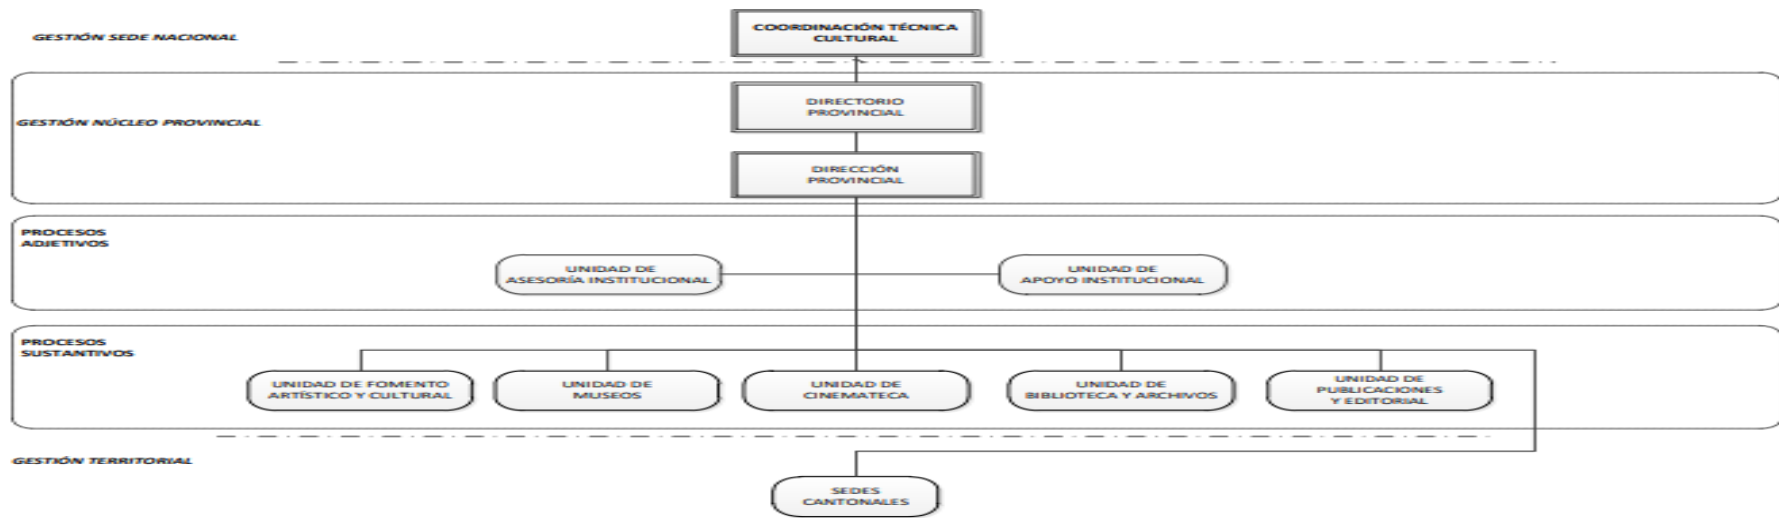 GESTIÓN SEDE NACIONAL
COORDINACIÓN TÉCNICA
CULTURAL
GESTIÓN NÚCLEO PROVINCIAL
DIRECTORIO
PROVINCIAL
DIRECCIÓN
PROVINCIAL
PROCESOS
ADJETIVOS
UNIDAD DE
ASESORÍA INSTITUCIONAL
UNIDAD DE
APOYO INSTITUCIONAL
PROCESOS
SUSTANTIVOS
UNIDAD DE FOMENTO
ARTÍSTICO Y CULTURAL
UNIDAD DE
MUSEOS
UNIDAD DE
CINEMATECA
UNIDAD DE
BIBLIOTECA Y ARCHIVOS
UNIDAD DE
PUBLICACIONES
Y EDITORIAL
GESTIÓN TERRITORIAL
SEDES
CANTONALES